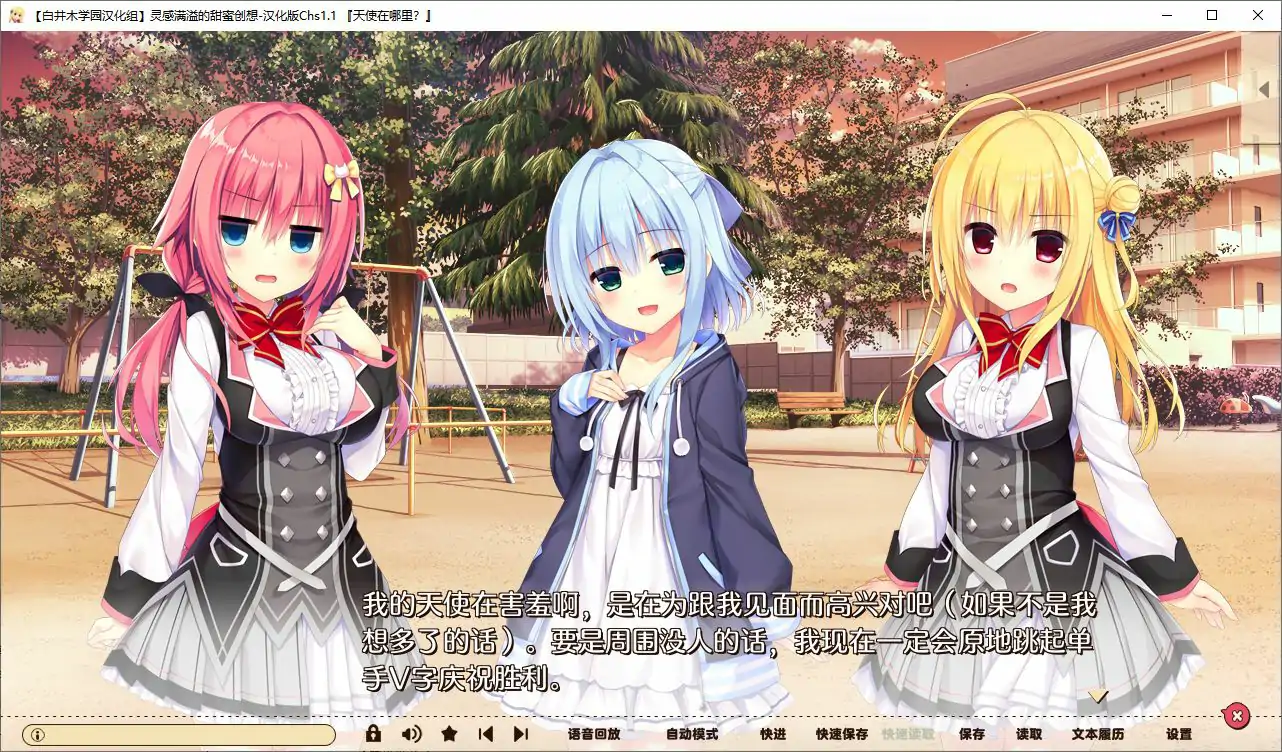 【白井木学园汉化组】灵感满溢的甜蜜创想-汉化版Chs1.1 『天使在哪里？』
我的天使在害羞啊，是在为跟我见面而高兴对吧（如果不是我
想多了的话）。要是周围没人的话，我现在一定会原地跳起单
手V字庆祝胜利。
语音回放 自动模式 快进 快速保存 快速读取 保存 读取 文本履历 设置